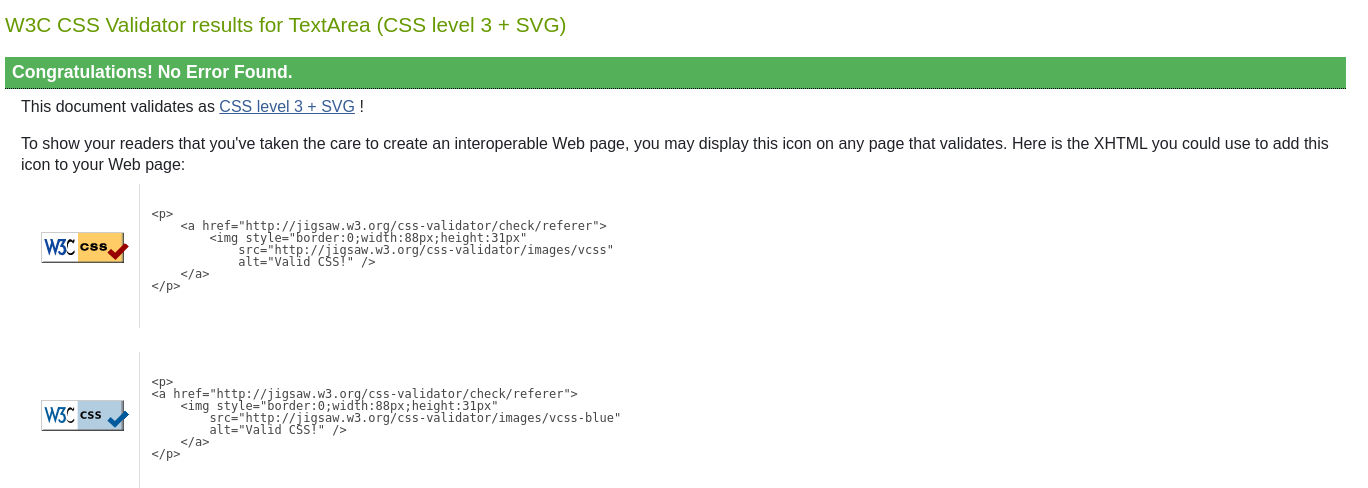 W3C CSS Validator results for TextArea (CSS level 3 + SVG)
Congratulations! No Error Found.
This document validates as CSS level 3 + SVG !
To show your readers that you've taken the care to create an interoperable Web page, you may display this icon on any page that validates. Here is the XHTML you could use to add this
icon to your Web page:
W3C css
<p>
    <a href="http://jigsaw.w3.org/css-validator/check/referer">
        <img style="border:0;width:88px;height:31px"
            src="http://jigsaw.w3.org/css-validator/images/vcss"
            alt="Valid CSS!" />
    </a>
</p>
W3C css
<p>
<a href="http://jigsaw.w3.org/css-validator/check/referer">
    <img style="border:0;width:88px;height:31px"
        src="http://jigsaw.w3.org/css-validator/images/vcss-blue"
        alt="Valid CSS!" />
    </a>
</p>